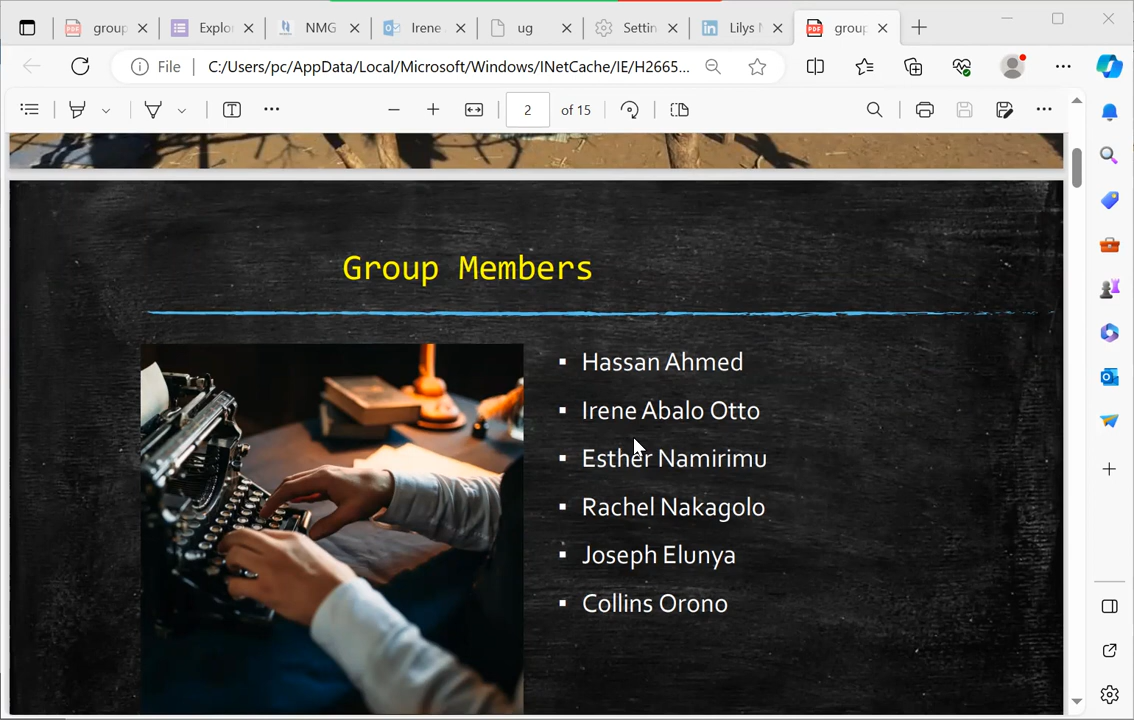 group
Explor
NMG
Irene
ug
Settin
Lilys N
group
File
C:/Users/pc/AppData/Local/Microsoft/Windows/INetCache/IE/H2665...
2 of 15
Group Members
▪ Hassan Ahmed
▪ Irene Abalo Otto
▪ Esther Namirimu
▪ Rachel Nakagolo
▪ Joseph Elunya
▪ Collins Orono